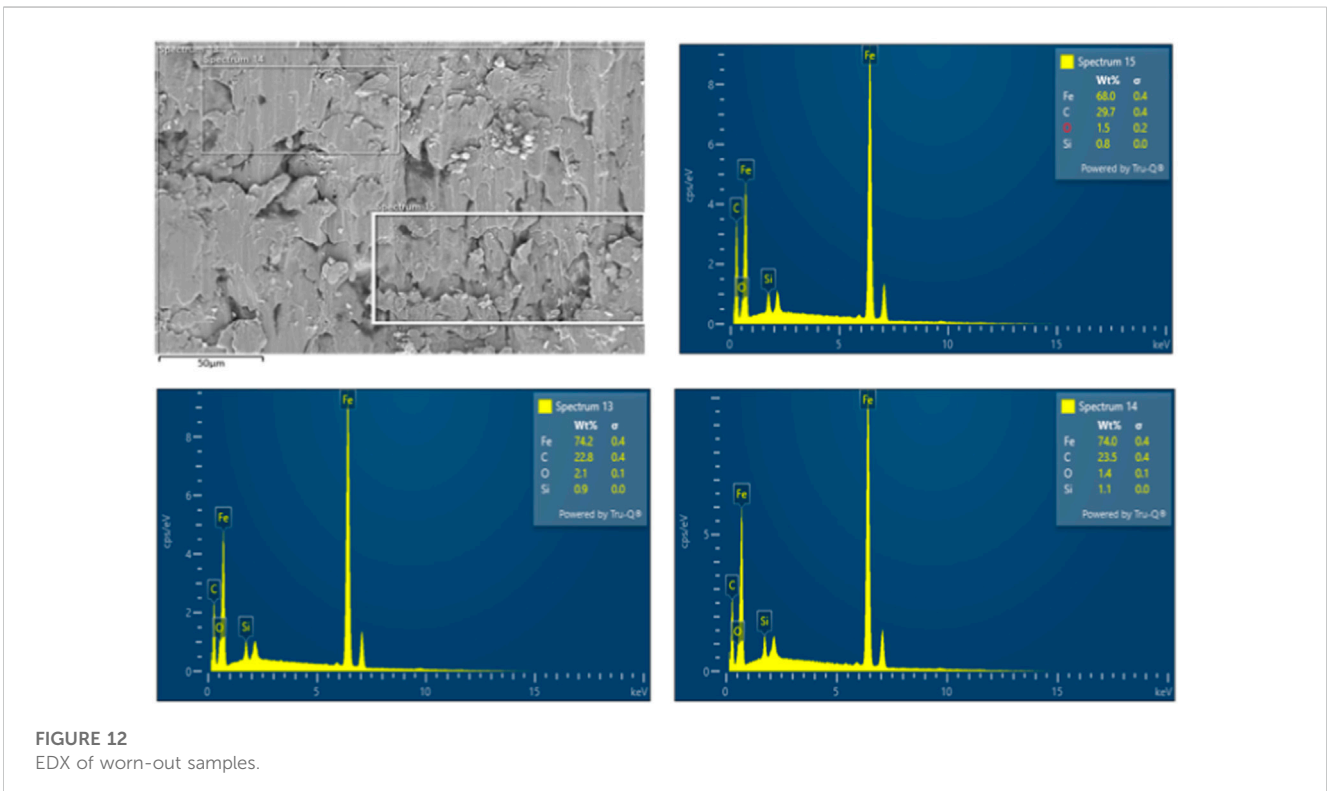 Spectrum 13
Spectrum 14
Spectrum 15
50µm
Fe
Fe
C
O
Si
cps/eV
8
6
4
2
0
0
5
10
15
keV
Spectrum 15
Wt% σ
Fe 68.0 0.4
C 29.7 0.4
O 1.5 0.2
Si 0.8 0.0
Powered by Tru-Q®
Fe
Fe
C
O
Si
cps/eV
8
6
4
2
0
0
5
10
15
keV
Spectrum 13
Wt% σ
Fe 74.2 0.4
C 22.8 0.4
O 2.1 0.1
Si 0.9 0.0
Powered by Tru-Q®
Fe
Fe
C
O
Si
cps/eV
5
0
0
5
10
15
keV
Spectrum 14
Wt% σ
Fe 74.0 0.4
C 23.5 0.4
O 1.4 0.1
Si 1.1 0.0
Powered by Tru-Q®
FIGURE 12
EDX of worn-out samples.